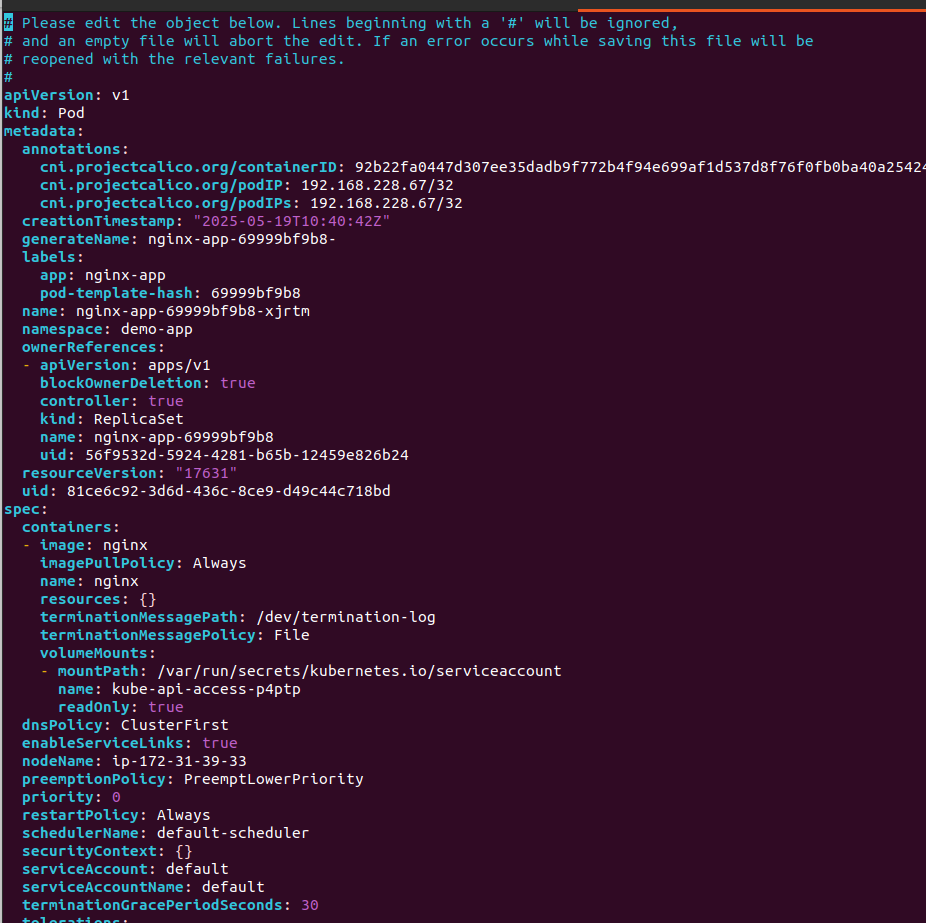 # Please edit the object below. Lines beginning with a '#' will be ignored,
# and an empty file will abort the edit. If an error occurs while saving this file will be
# reopened with the relevant failures.
#
apiVersion: v1
kind: Pod
metadata:
  annotations:
    cni.projectcalico.org/containerID: 92b22fa0447d307ee35dadb9f772b4f94e699af1d537d8f76f0fb0ba40a25424
    cni.projectcalico.org/podIP: 192.168.228.67/32
    cni.projectcalico.org/podIPs: 192.168.228.67/32
  creationTimestamp: "2025-05-19T10:40:42Z"
  generateName: nginx-app-69999bf9b8-
  labels:
    app: nginx-app
    pod-template-hash: 69999bf9b8
  name: nginx-app-69999bf9b8-xjrtm
  namespace: demo-app
  ownerReferences:
  - apiVersion: apps/v1
    blockOwnerDeletion: true
    controller: true
    kind: ReplicaSet
    name: nginx-app-69999bf9b8
    uid: 56f9532d-5924-4281-b65b-12459e826b24
  resourceVersion: "17631"
  uid: 81ce6c92-3d6d-436c-8ce9-d49c44c718bd
spec:
  containers:
  - image: nginx
    imagePullPolicy: Always
    name: nginx
    resources: {}
    terminationMessagePath: /dev/termination-log
    terminationMessagePolicy: File
    volumeMounts:
    - mountPath: /var/run/secrets/kubernetes.io/serviceaccount
      name: kube-api-access-p4ptp
      readOnly: true
  dnsPolicy: ClusterFirst
  enableServiceLinks: true
  nodeName: ip-172-31-39-33
  preemptionPolicy: PreemptLowerPriority
  priority: 0
  restartPolicy: Always
  schedulerName: default-scheduler
  securityContext: {}
  serviceAccount: default
  serviceAccountName: default
  terminationGracePeriodSeconds: 30
  tolerations: